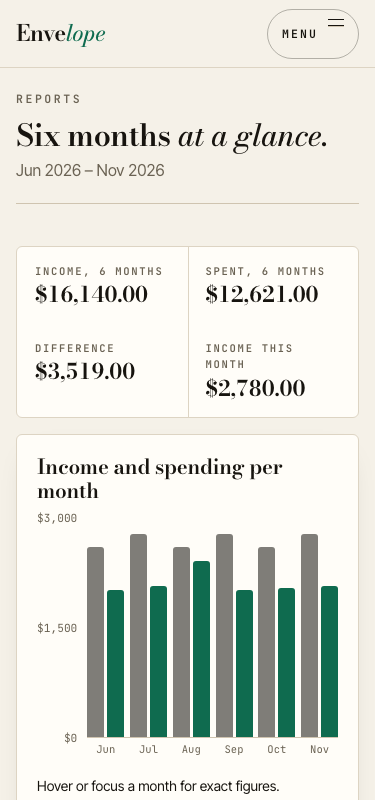 Envelope
MENU
REPORTS
Six months at a glance.
Jun 2026 – Nov 2026
INCOME, 6 MONTHS
$16,140.00
SPENT, 6 MONTHS
$12,621.00
DIFFERENCE
$3,519.00
INCOME THIS
MONTH
$2,780.00
Income and spending per
month
$3,000
$1,500
$0
Jun Jul Aug Sep Oct Nov
Hover or focus a month for exact figures.